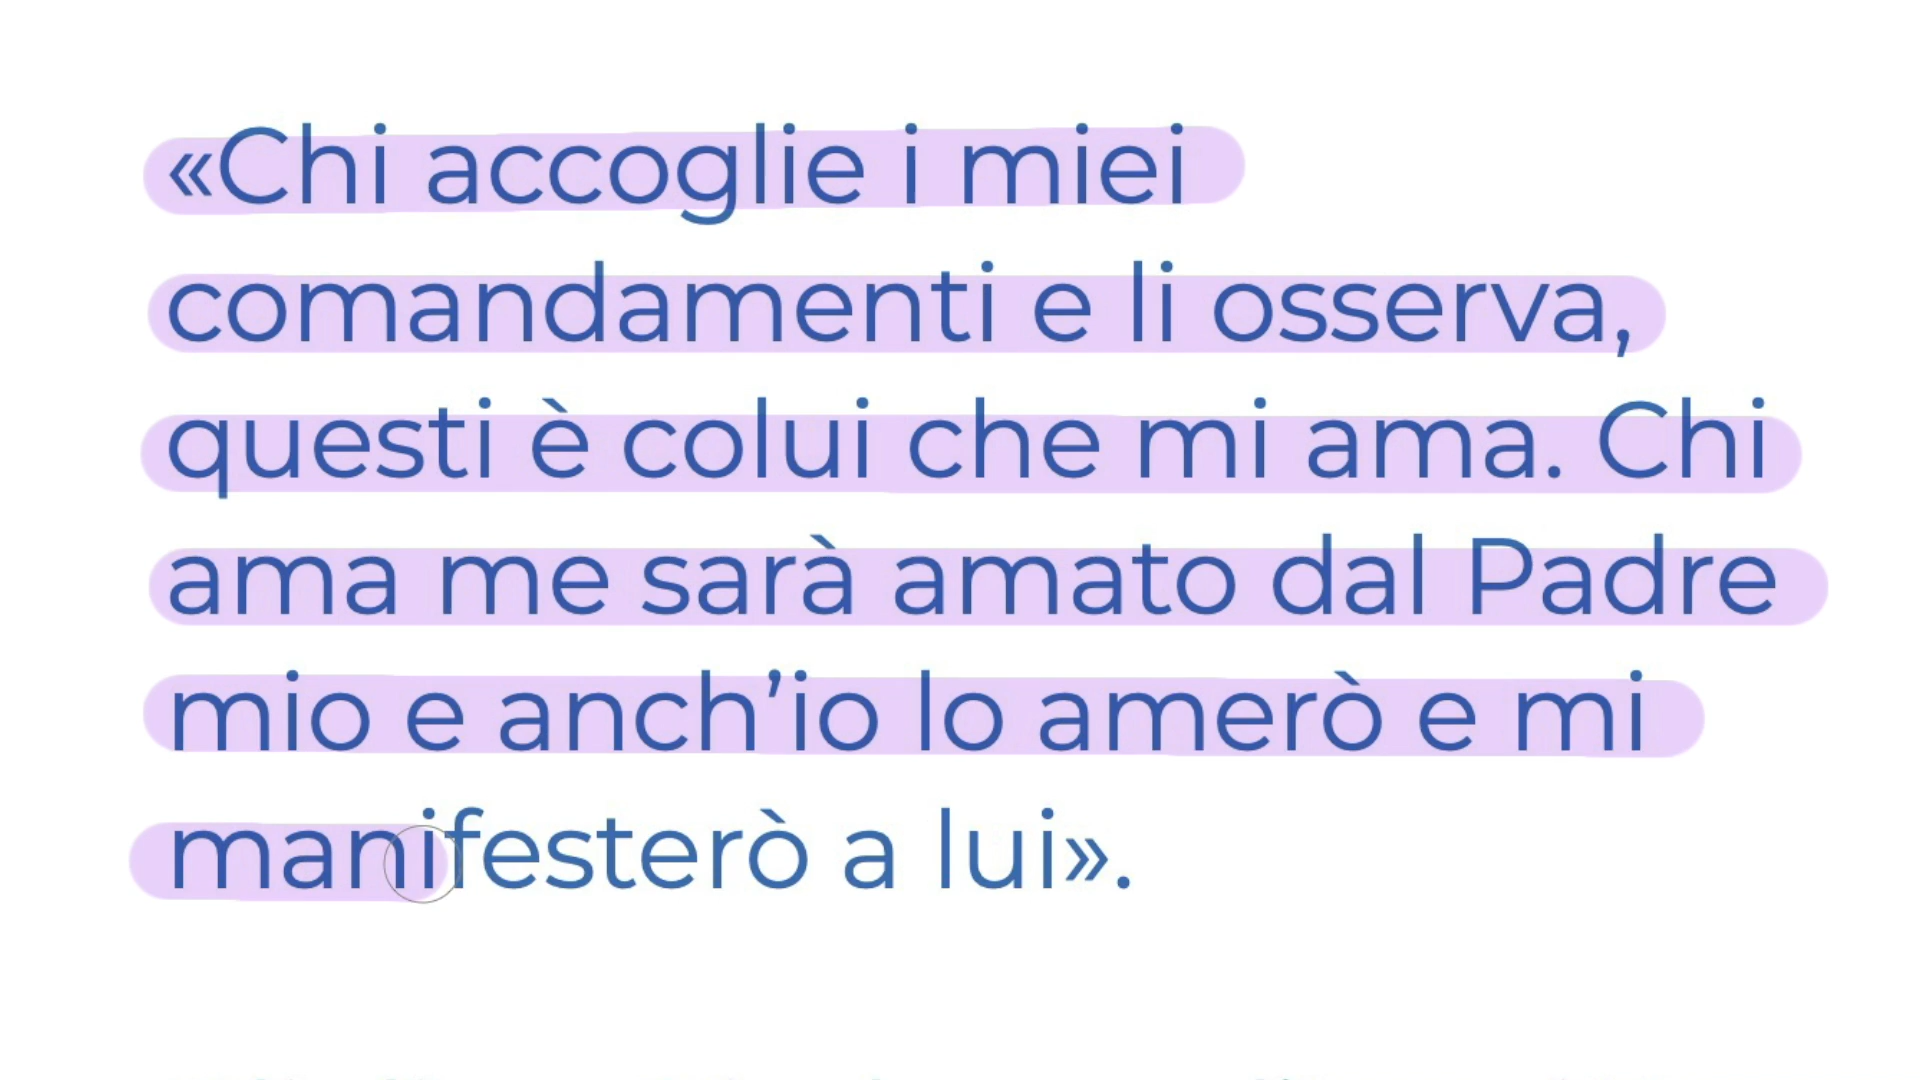 «Chi accoglie i miei
comandamenti e li osserva,
questi è colui che mi ama. Chi
ama me sarà amato dal Padre
mio e anch’io lo amerò e mi
manifesterò a lui».